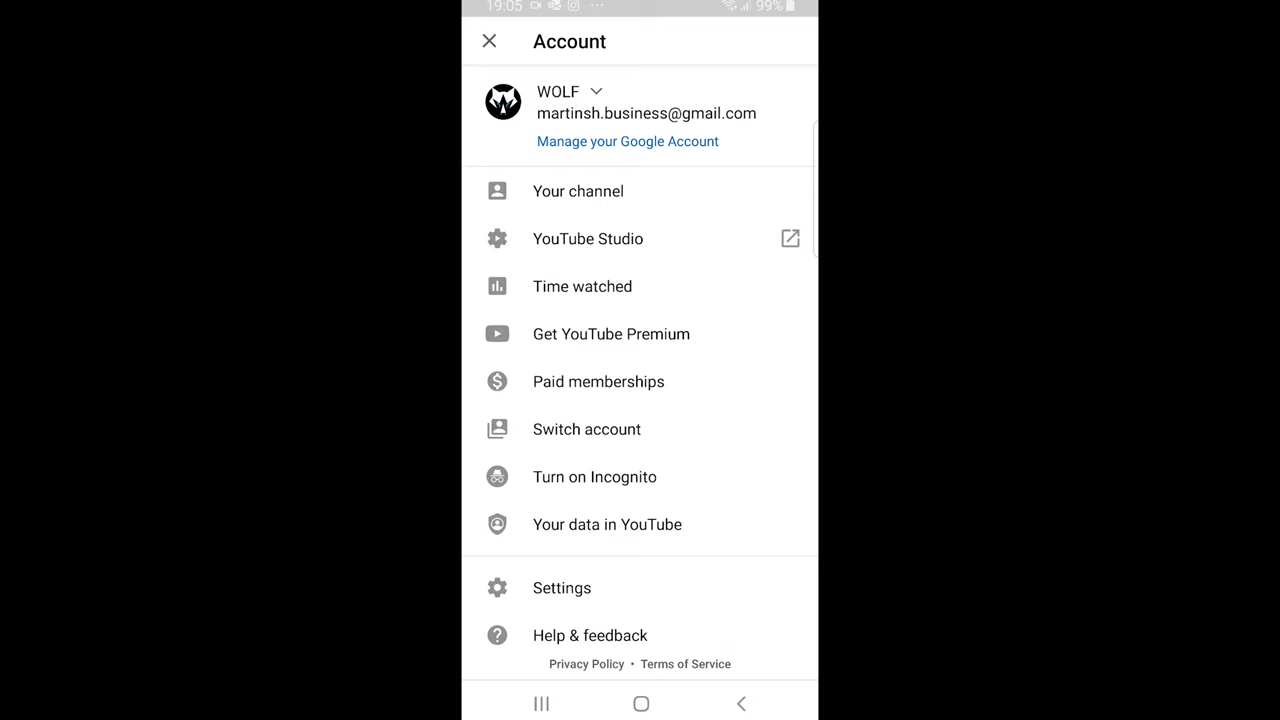 19:05 99%
Account
WOLF
martinsh.business@gmail.com
Manage your Google Account
Your channel
YouTube Studio
Time watched
Get YouTube Premium
Paid memberships
Switch account
Turn on Incognito
Your data in YouTube
Settings
Help & feedback
Privacy Policy • Terms of Service